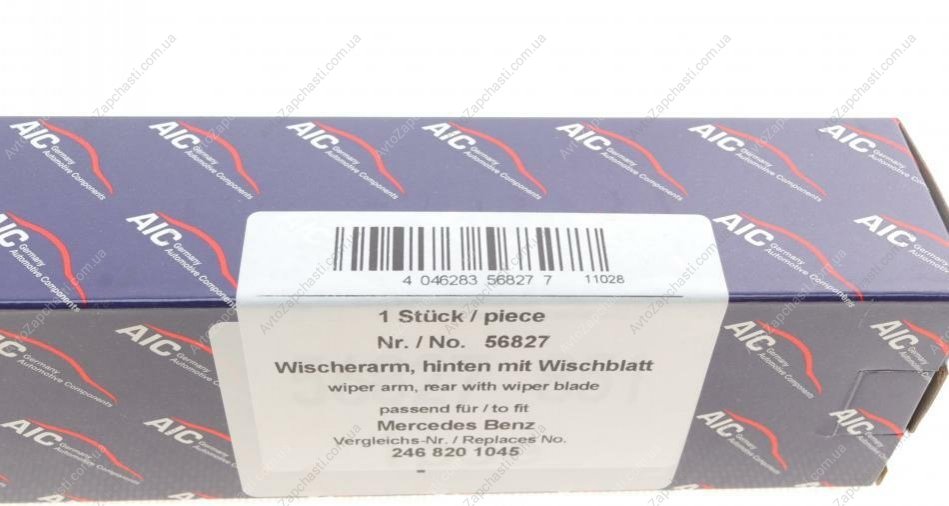 AIC Germany
Automotive Components
4 046283 56827 7
11028
1 Stück / piece
Nr. / No. 56827
Wischerarm, hinten mit Wischblatt
wiper arm, rear with wiper blade
passend für / to fit
Mercedes Benz
Vergleichs-Nr. / Replaces No.
246 820 1045
AvtoZapchasti.com.ua